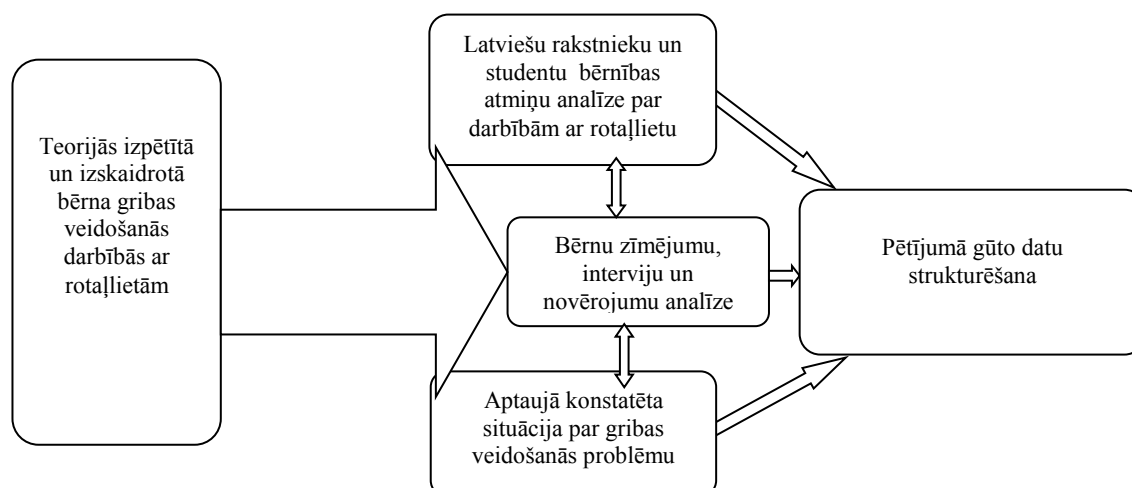 Teorijās izpētītā
un izskaidrotā
bērna gribas
veidošanās
darbībās ar
rotaļlietām
Latviešu rakstnieku un
studentu bērnības
atmiņu analīze par
darbībām ar rotaļlietu
Bērnu zīmējumu,
interviju un
novērojumu analīze
Aptaujā konstatēta
situācija par gribas
veidošanās problēmu
Pētījumā gūto datu
strukturēšana